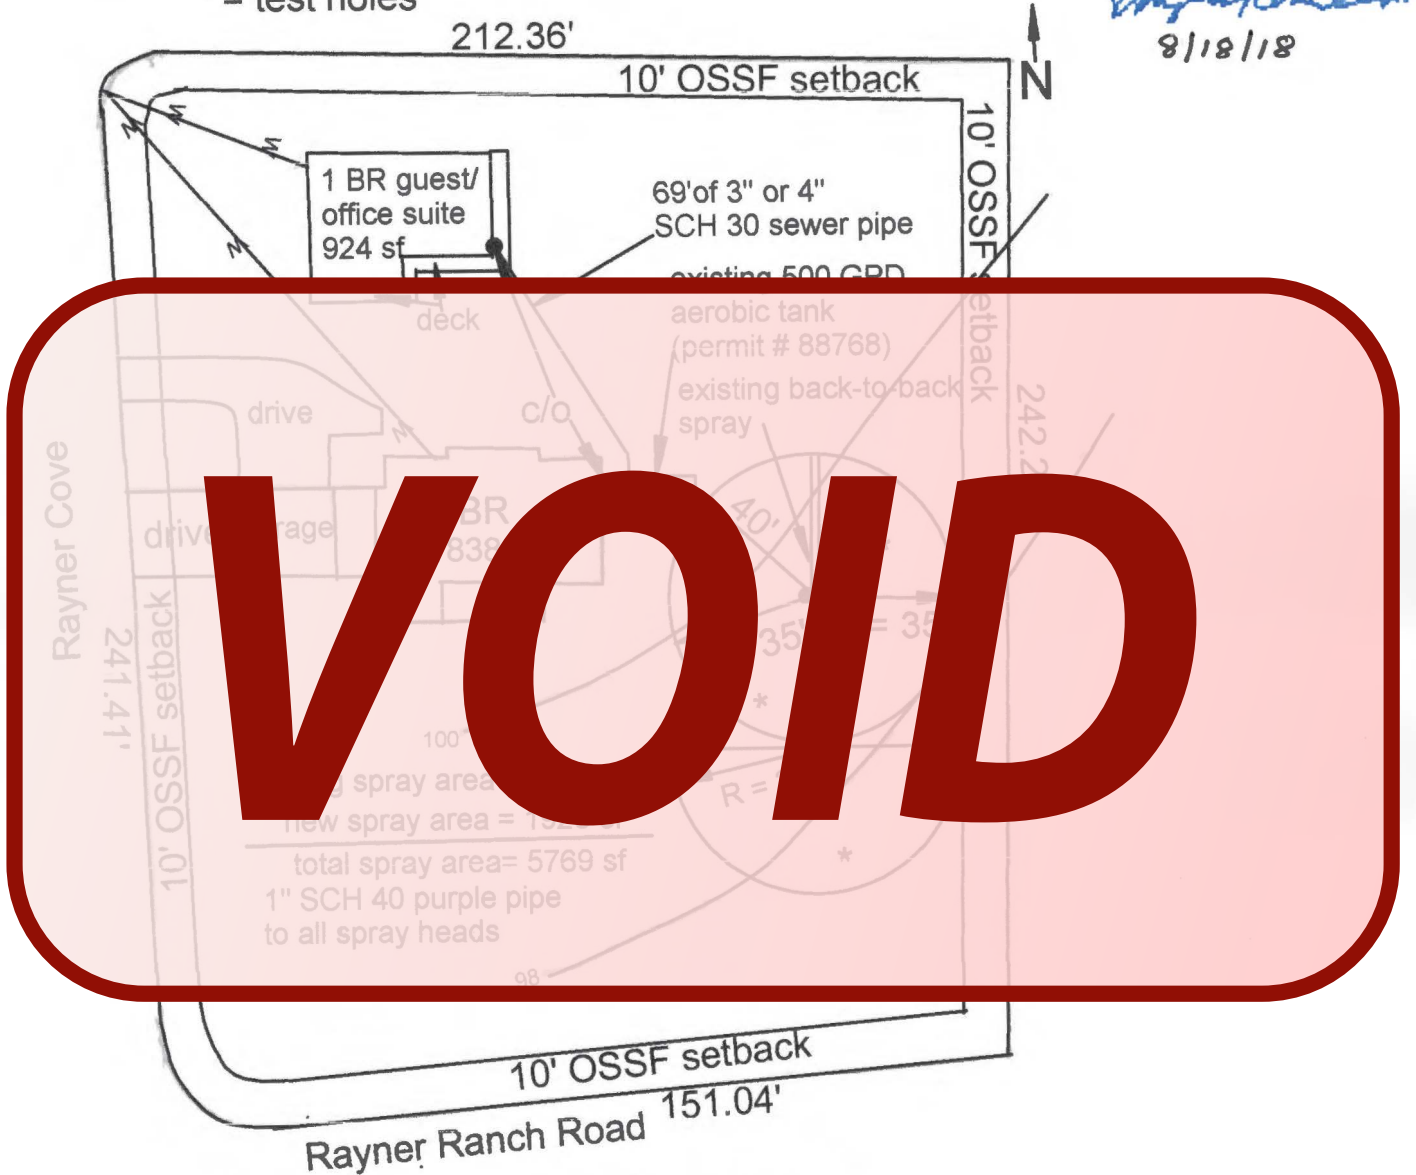 = test holes
212.36'
8/18/18
N
10' OSSF setback
10' OSSF setback
1 BR guest/
office suite
924 sf
69'of 3" or 4"
SCH 30 sewer pipe
existing 500 GPD
aerobic tank
(permit # 88768)
deck
existing back-to-back
spray
drive
C/O
242.2
Rayner Cove
BR
838
40'
VOID
35'
= 35
241.41'
10' OSSF setback
*
100
spray area
R =
new spray area =
total spray area= 5769 sf
*
1" SCH 40 purple pipe
to all spray heads
98
10' OSSF setback
151.04'
Rayner Ranch Road